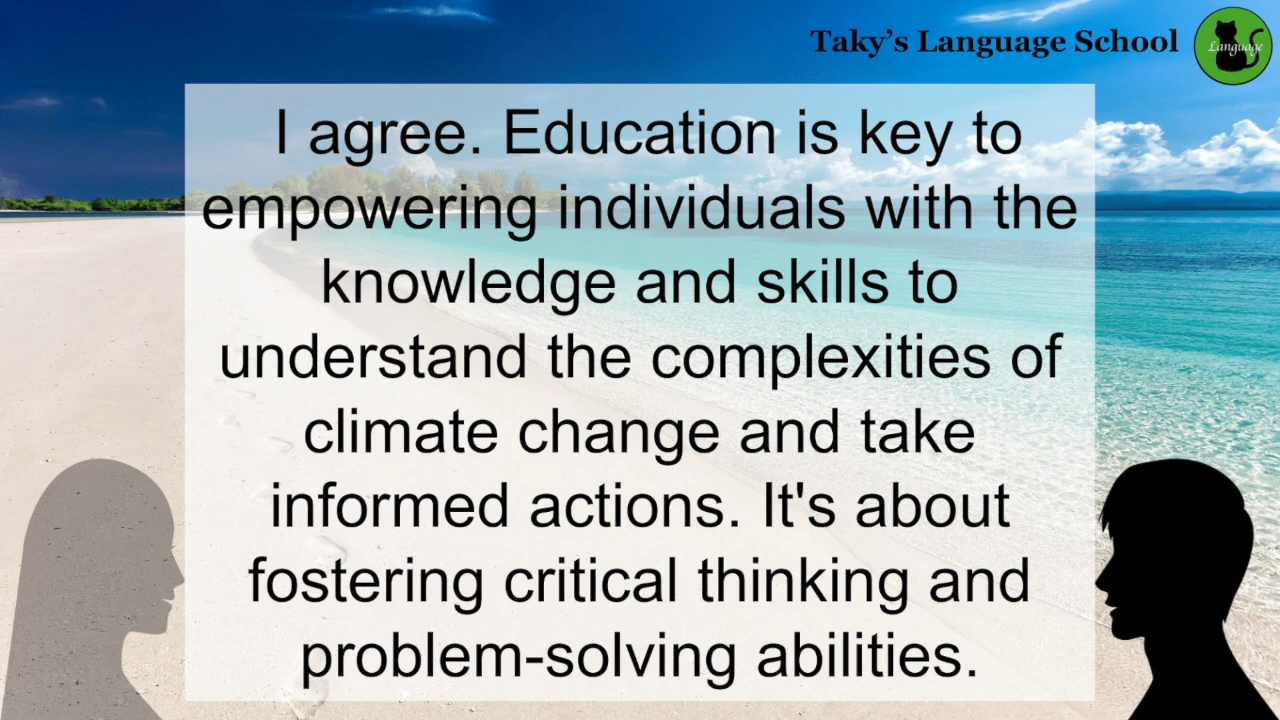 Taky's Language School
Language
I agree. Education is key to
empowering individuals with the
knowledge and skills to
understand the complexities of
climate change and take
informed actions. It's about
fostering critical thinking and
problem-solving abilities.